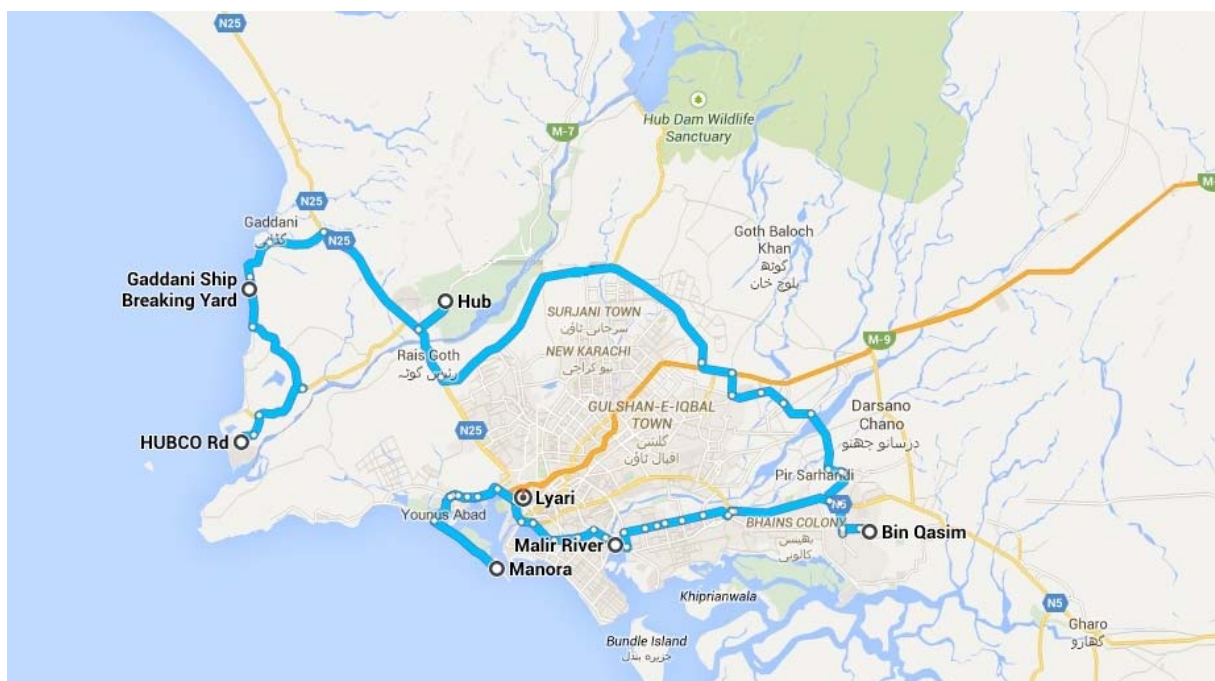 N25
M-7
Hub Dam Wildlife
Sanctuary
M-
N25
Gaddani
گڈانی
N25
Goth Baloch
Khan
گوٹھ
بلوچ خان
Gaddani Ship
Breaking Yard
Hub
SURJANI TOWN
سرجانی ٹاؤن
NEW KARACHI
نیو کراچی
Rais Goth
رئیس گوٹھ
M-9
GULSHAN-E-IQBAL
TOWN
گلشن
اقبال ٹاؤن
Darsano
Chano
درسانو چھنو
N25
HUBCO Rd
Pir Sarhandi
Lyari
Younus Abad
N5
BHAINS COLONY
بھینس
کالونی
Bin Qasim
Malir River
Manora
Khiprianwala
N5
Gharo
گھارو
Bundle Island
جزیرہ بنڈل